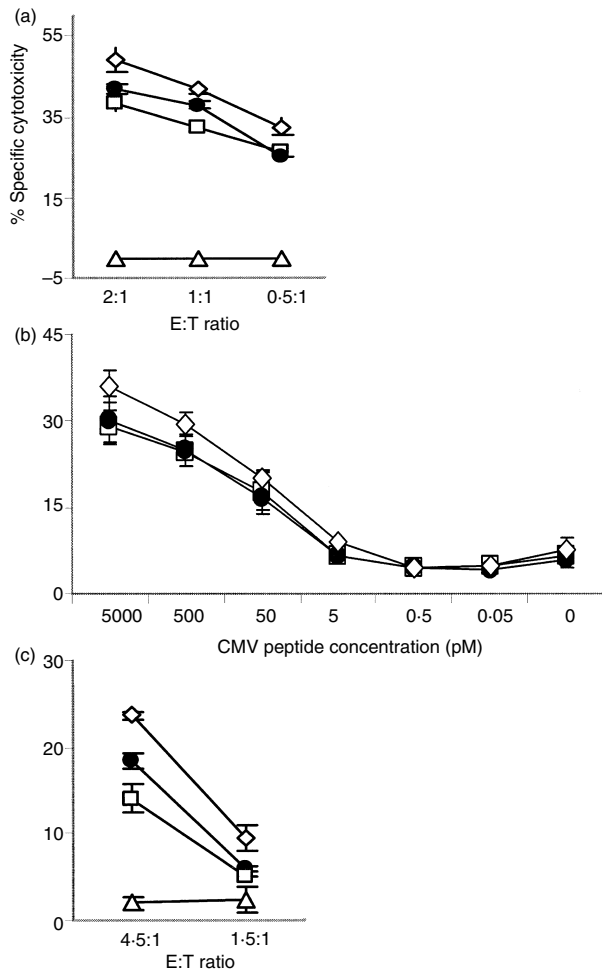 (a)
55
35
15
–5
% Specific cytotoxicity
2:1 1:1 0·5:1
E:T ratio
(b)
45
30
15
0
5000 500 50 5 0·5 0·05 0
CMV peptide concentration (pM)
(c)
30
20
10
0
4·5:1 1·5:1
E:T ratio